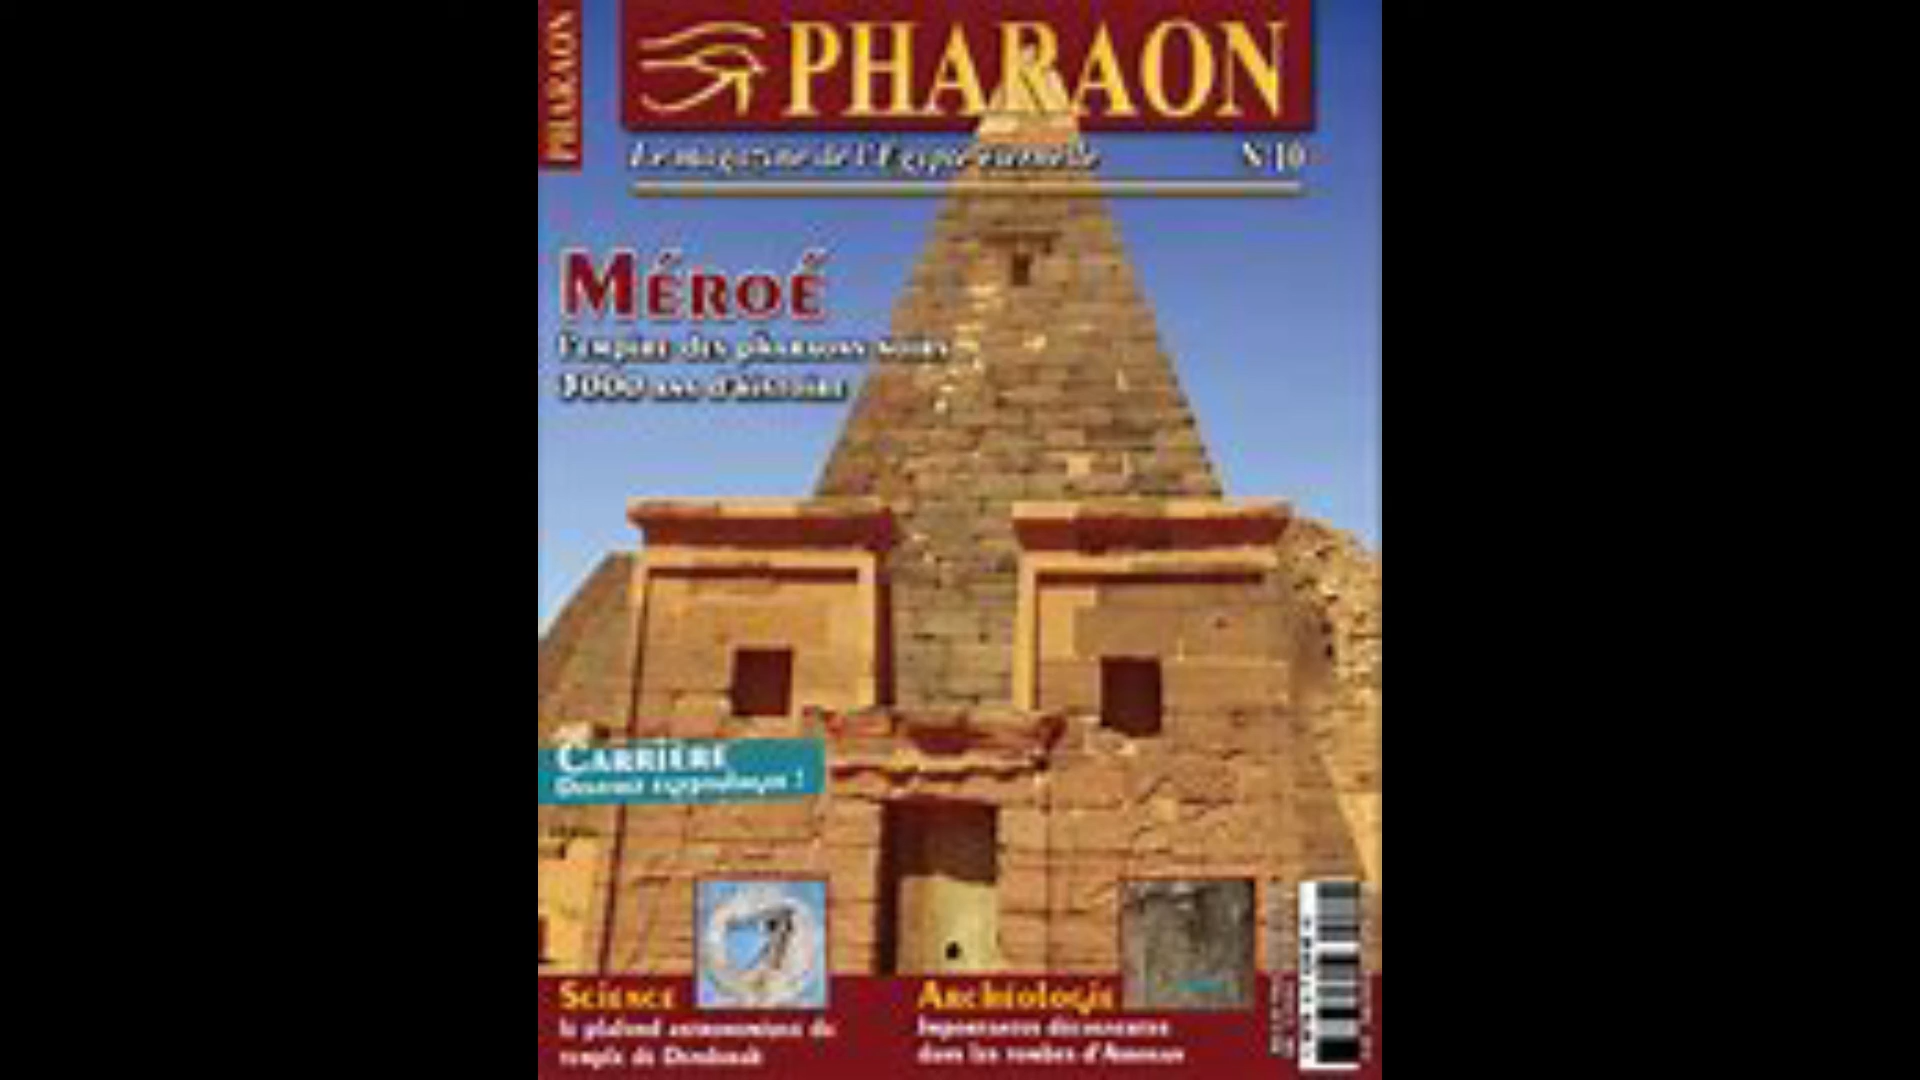 PHARAON
PHARAON
Le magazine de l'Egypte éternelle
N°10
MÉROÉ
l'empire des pharaons noirs
ans d'histoire
CARRIÈRE
Devenir égyptologue !
SCIENCE
le plafond astronomique du
temple de Dendérah
ARCHÉOLOGIE
Importantes découvertes
dans les tombes d'Assouan